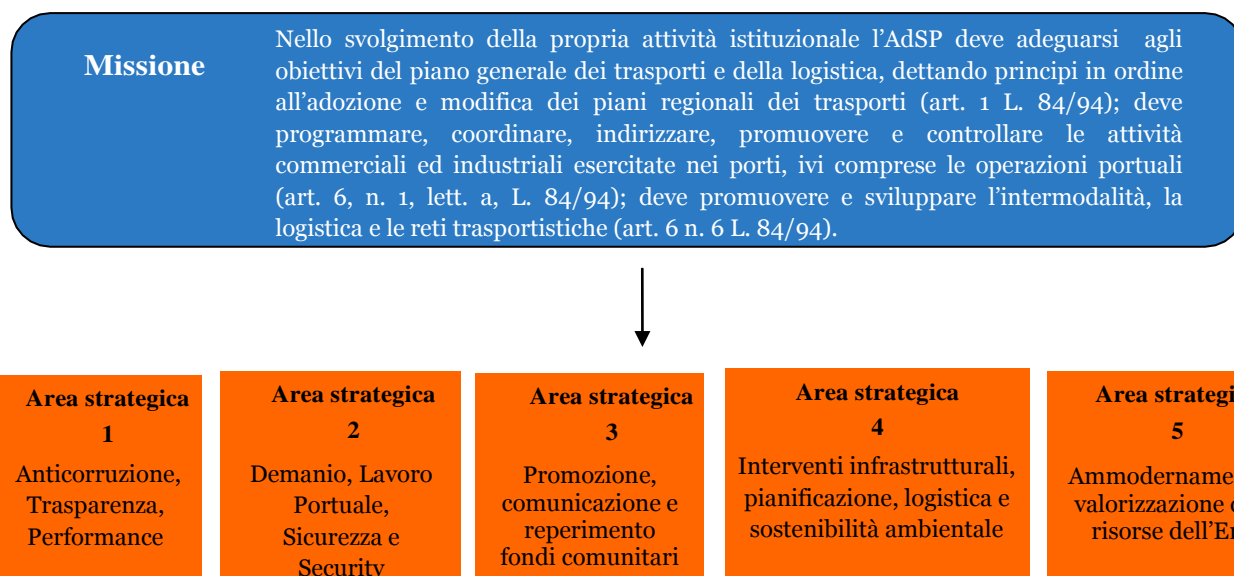 Missione
Nello svolgimento della propria attività istituzionale l’AdSP deve adeguarsi agli
obiettivi del piano generale dei trasporti e della logistica, dettando principi in ordine
all’adozione e modifica dei piani regionali dei trasporti (art. 1 L. 84/94); deve
programmare, coordinare, indirizzare, promuovere e controllare le attività
commerciali ed industriali esercitate nei porti, ivi comprese le operazioni portuali
(art. 6, n. 1, lett. a, L. 84/94); deve promuovere e sviluppare l’intermodalità, la
logistica e le reti trasportistiche (art. 6 n. 6 L. 84/94).
Area strategica
1
Anticorruzione,
Trasparenza,
Performance
Area strategica
2
Demanio, Lavoro
Portuale,
Sicurezza e
Security
Area strategica
3
Promozione,
comunicazione e
reperimento
fondi comunitari
Area strategica
4
Interventi infrastrutturali,
pianificazione, logistica e
sostenibilità ambientale
Area
5
valorizzazione
risorse